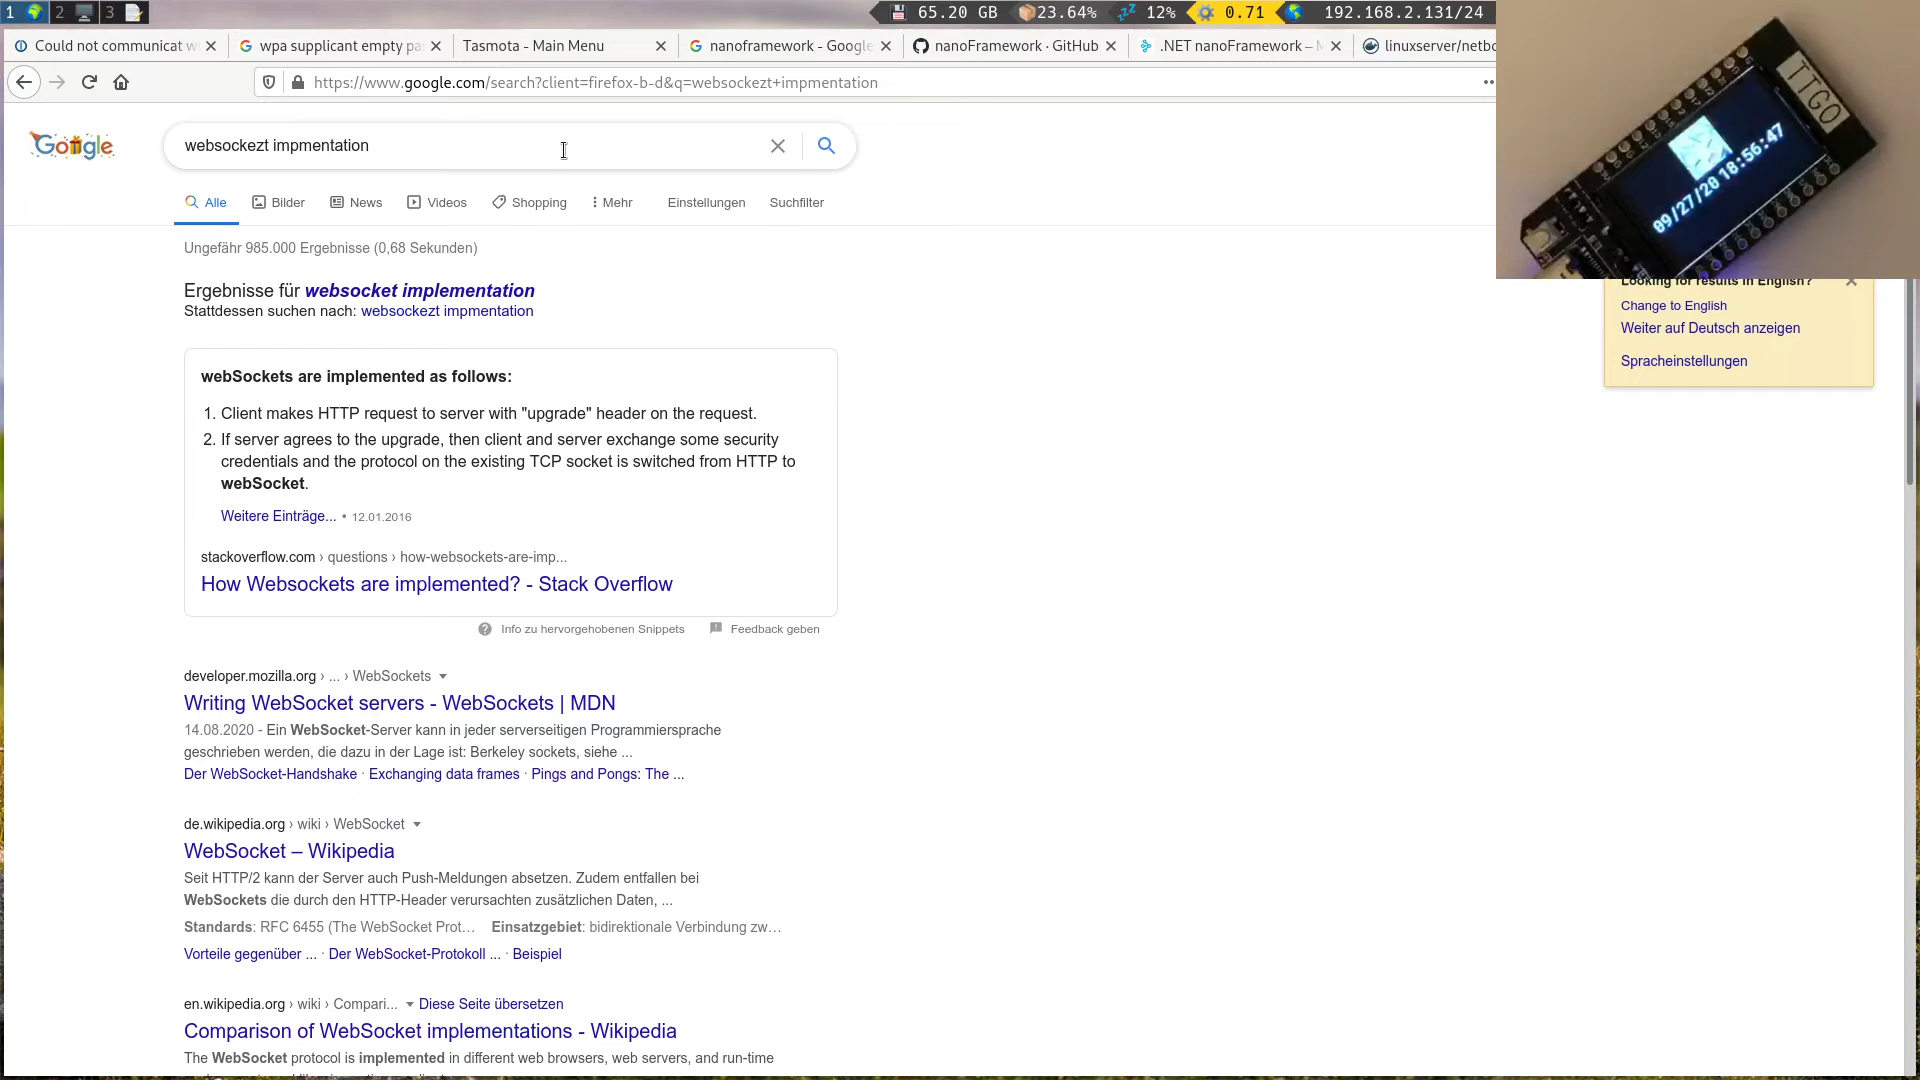 1 2 3 65.20 GB 23.64% 12% 0.71 192.168.2.131/24
Could not communicat w wpa supplicant empty pa Tasmota - Main Menu nanoframework - Google nanoFramework · GitHub .NET nanoFramework – linuxserver/netbo
https://www.google.com/search?client=firefox-b-d&q=websockezt+impmentation
TTGO
09/27/20 18:56:47
Google
websockezt impmentation
Alle Bilder News Videos Shopping Mehr Einstellungen Suchfilter
Ungefähr 985.000 Ergebnisse (0,68 Sekunden)
Ergebnisse für websocket implementation
Stattdessen suchen nach: websockezt impmentation
Looking for results in English?
Change to English
Weiter auf Deutsch anzeigen
Spracheinstellungen
webSockets are implemented as follows:
1. Client makes HTTP request to server with "upgrade" header on the request.
2. If server agrees to the upgrade, then client and server exchange some security
credentials and the protocol on the existing TCP socket is switched from HTTP to
webSocket.
Weitere Einträge... • 12.01.2016
stackoverflow.com › questions › how-websockets-are-imp...
How Websockets are implemented? - Stack Overflow
Info zu hervorgehobenen Snippets Feedback geben
developer.mozilla.org › ... › WebSockets
Writing WebSocket servers - WebSockets | MDN
14.08.2020 - Ein WebSocket-Server kann in jeder serverseitigen Programmiersprache
geschrieben werden, die dazu in der Lage ist: Berkeley sockets, siehe ...
Der WebSocket-Handshake · Exchanging data frames · Pings and Pongs: The ...
de.wikipedia.org › wiki › WebSocket
WebSocket – Wikipedia
Seit HTTP/2 kann der Server auch Push-Meldungen absetzen. Zudem entfallen bei
WebSockets die durch den HTTP-Header verursachten zusätzlichen Daten, ...
Standards: RFC 6455 (The WebSocket Prot… Einsatzgebiet: bidirektionale Verbindung zw…
Vorteile gegenüber ... · Der WebSocket-Protokoll ... · Beispiel
en.wikipedia.org › wiki › Compari... Diese Seite übersetzen
Comparison of WebSocket implementations - Wikipedia
The WebSocket protocol is implemented in different web browsers, web servers, and run-time